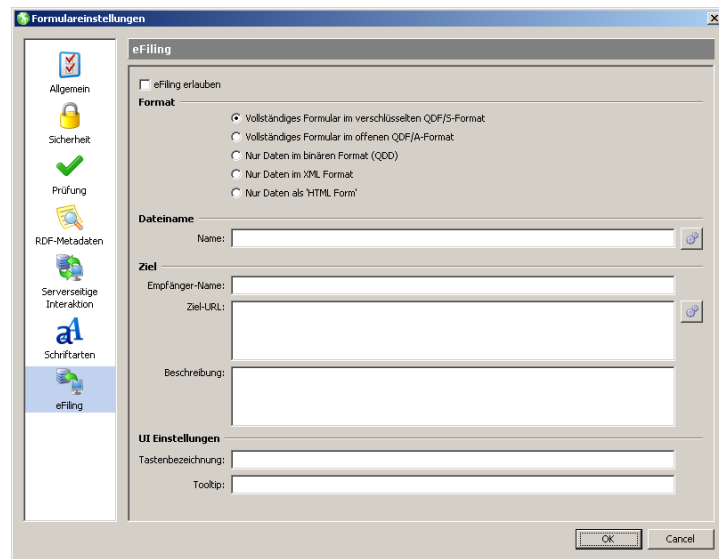 Formulareinstellungen
Allgemein
Sicherheit
Prüfung
RDF-Metadaten
Serverseitige
Interaktion
Schriftarten
eFiling
eFiling
eFiling erlauben
Format
Vollständiges Formular im verschlüsselten QDF/S-Format
Vollständiges Formular im offenen QDF/A-Format
Nur Daten im binären Format (QDD)
Nur Daten im XML Format
Nur Daten als 'HTML Form'
Dateiname
Name:
Ziel
Empfänger-Name:
Ziel-URL:
Beschreibung:
UI Einstellungen
Tastenbezeichnung:
Tooltip:
OK
Cancel